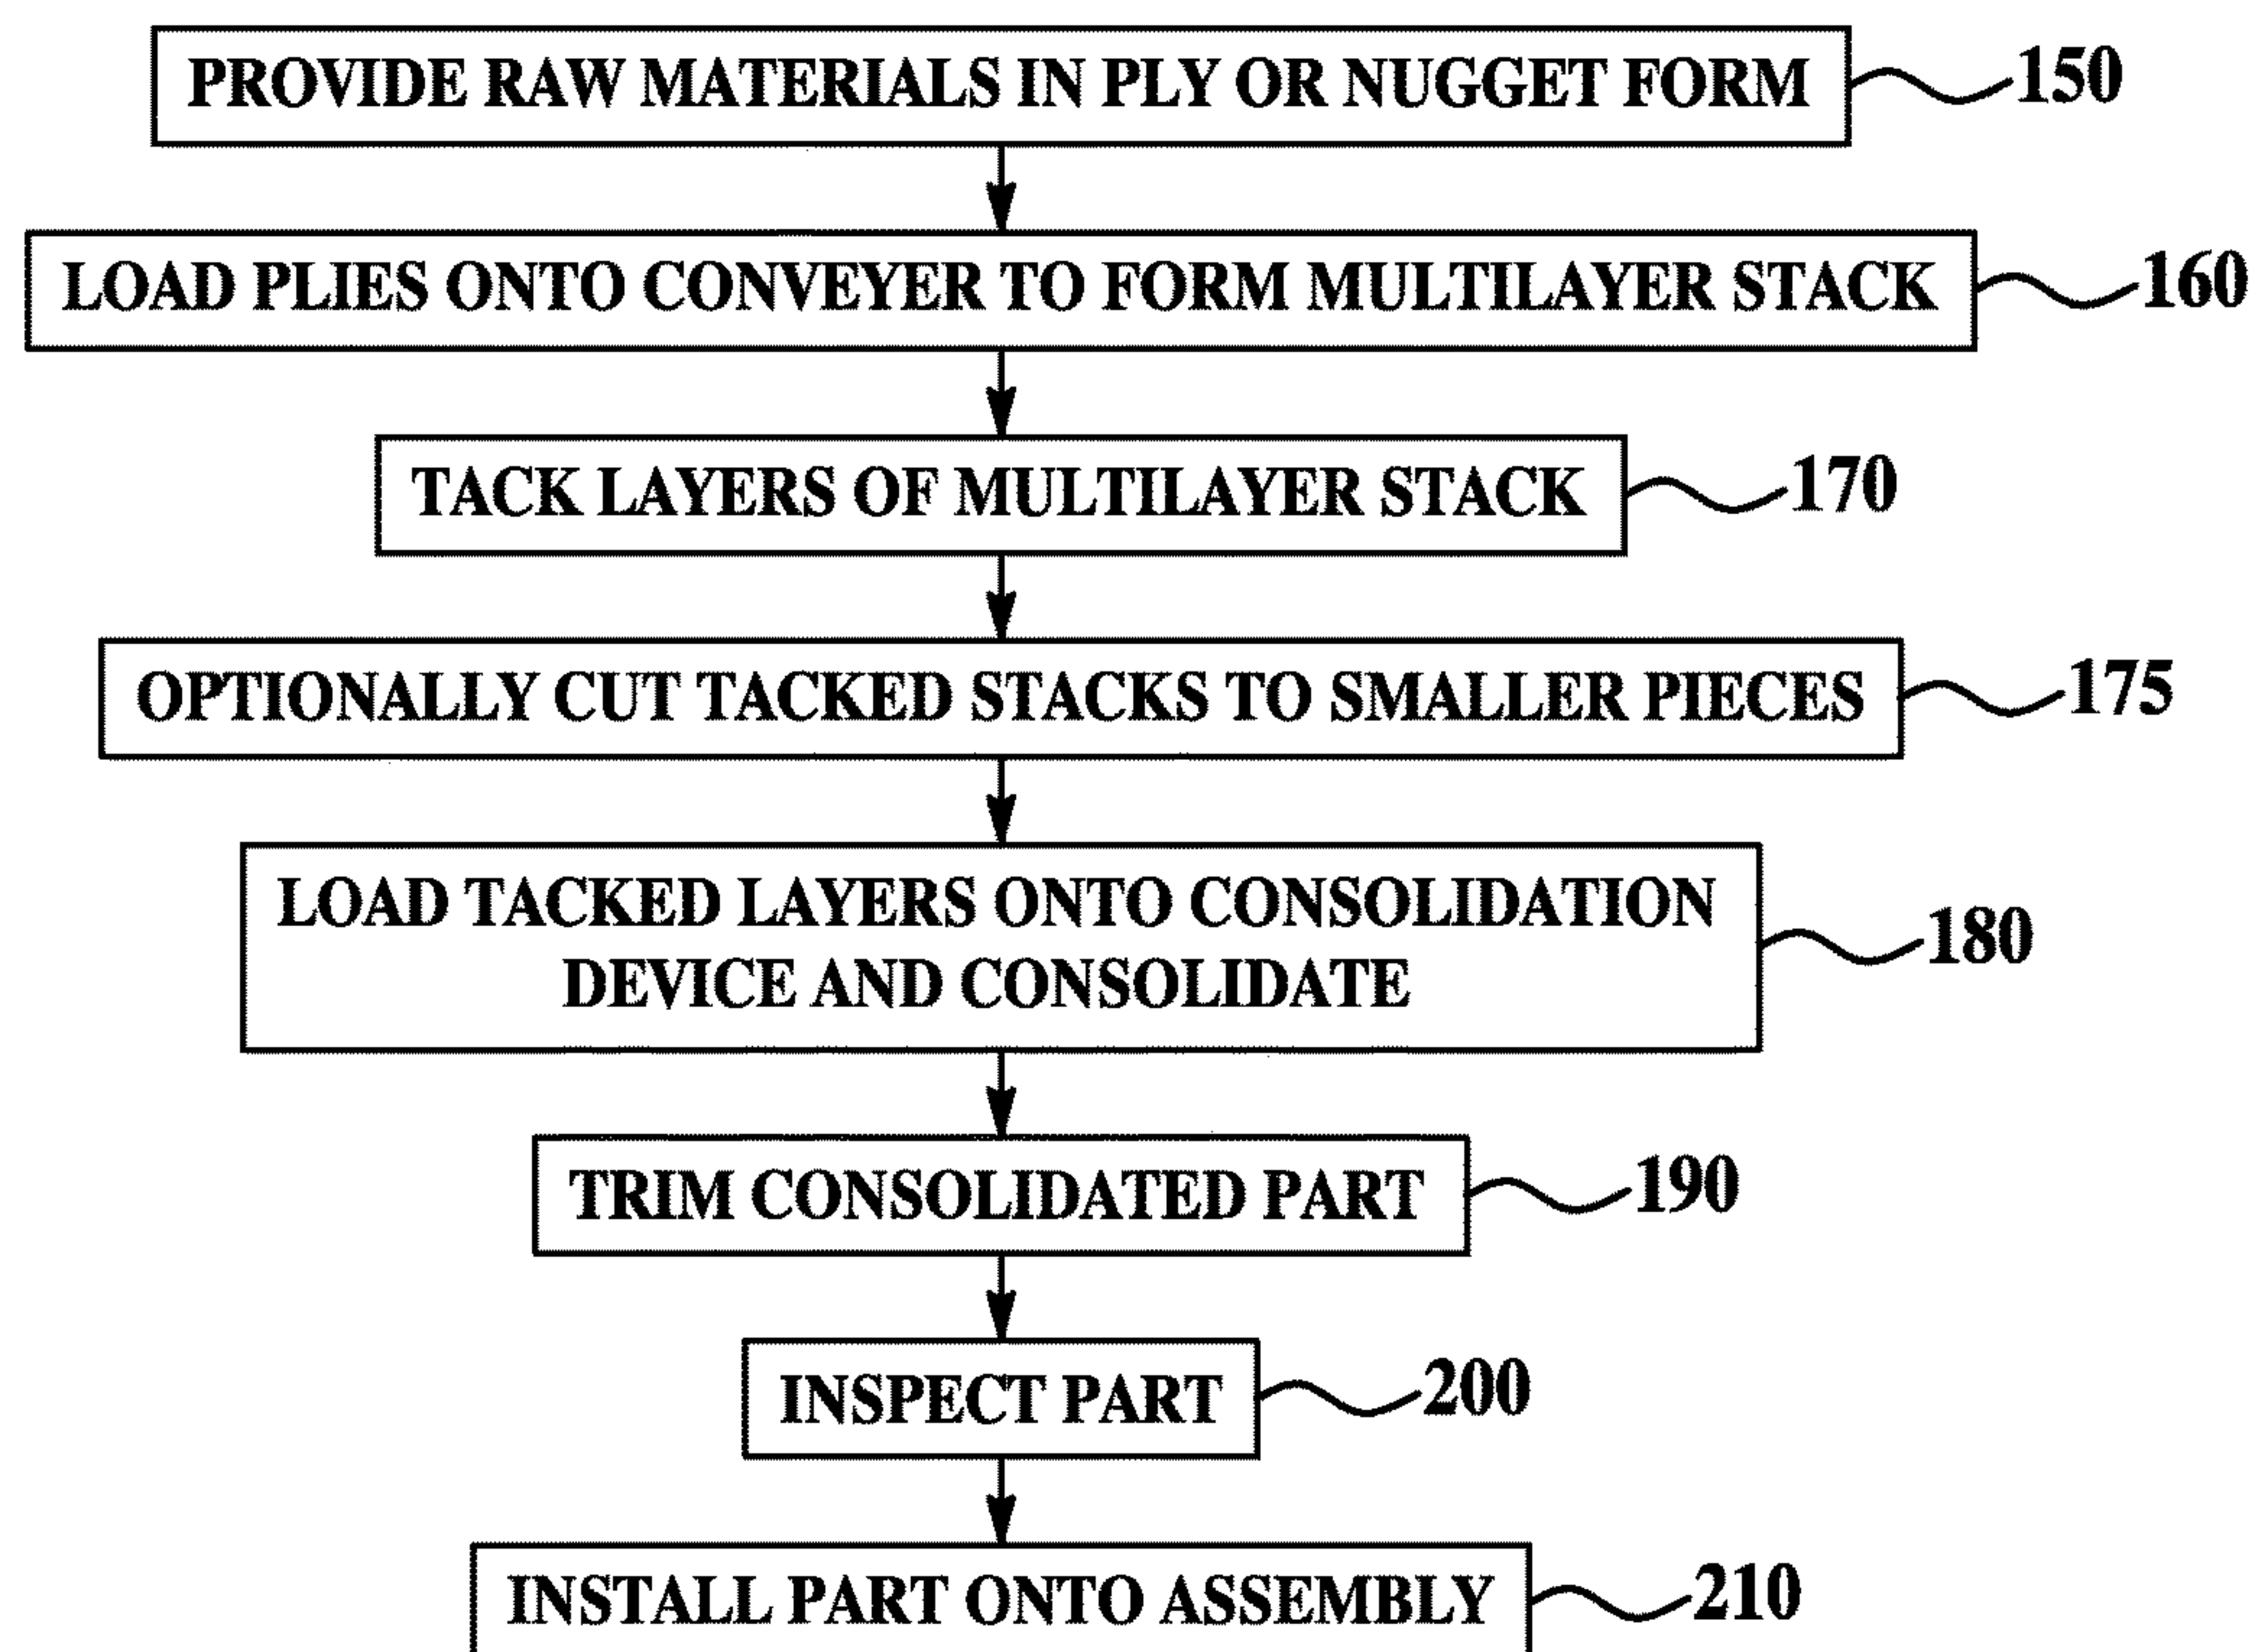 PROVIDE RAW MATERIALS IN PLY OR NUGGET FORM 150
LOAD PLIES ONTO CONVEYER TO FORM MULTILAYER STACK 160
TACK LAYERS OF MULTILAYER STACK 170
OPTIONALLY CUT TACKED STACKS TO SMALLER PIECES 175
LOAD TACKED LAYERS ONTO CONSOLIDATION
DEVICE AND CONSOLIDATE 180
TRIM CONSOLIDATED PART 190
INSPECT PART 200
INSTALL PART ONTO ASSEMBLY 210